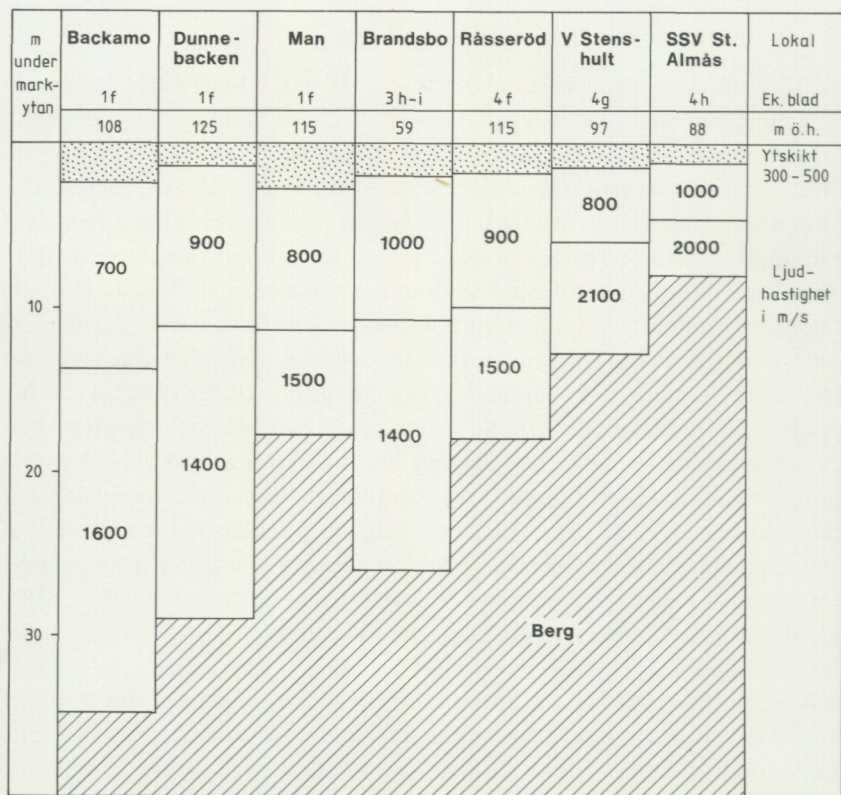 m under mark- ytan
Backamo Dunne- backen Man Brandsbo Råsseröd V Stens- hult SSV St. Almås Lokal
1f 1f 1f 3h-i 4f 4g 4h Ek. blad
108 125 115 59 115 97 88 m ö.h.
Ytskikt
300-500
800 1000
700 900 800 1000 900
2000
Ljud-
hastighet
i m/s
10
2100
1500 1500
1400
1400
20
1600
30
Berg